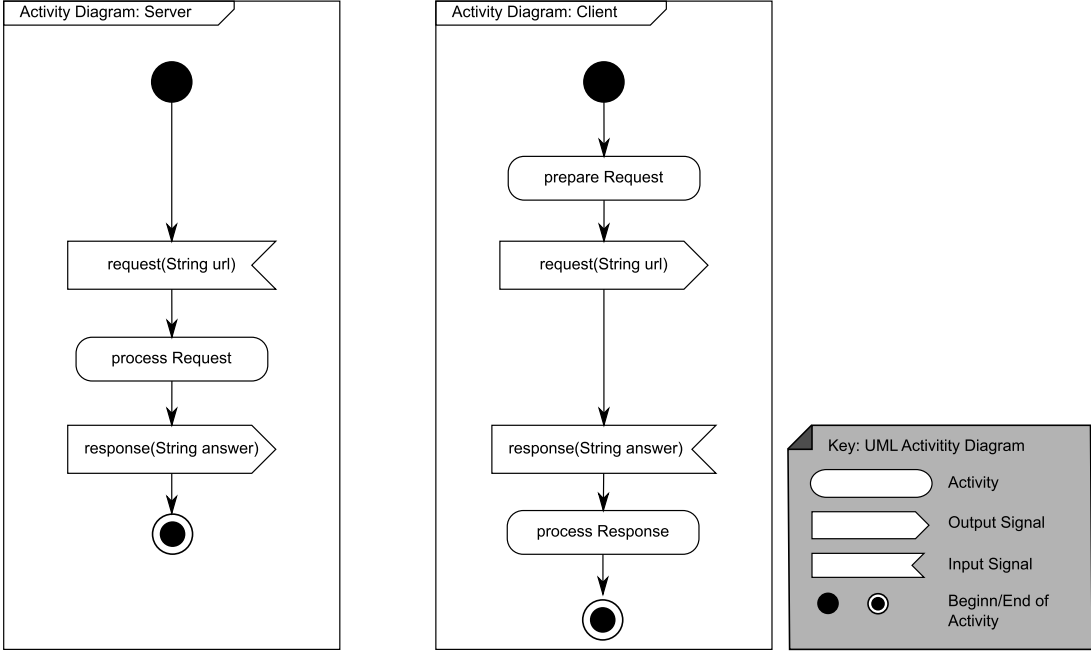 Activity Diagram: Server
request(String url)
process Request
response(String answer)
Activity Diagram: Client
prepare Request
request(String url)
response(String answer)
process Response
Key: UML Activitity Diagram
Activity
Output Signal
Input Signal
Beginn/End of
Activity